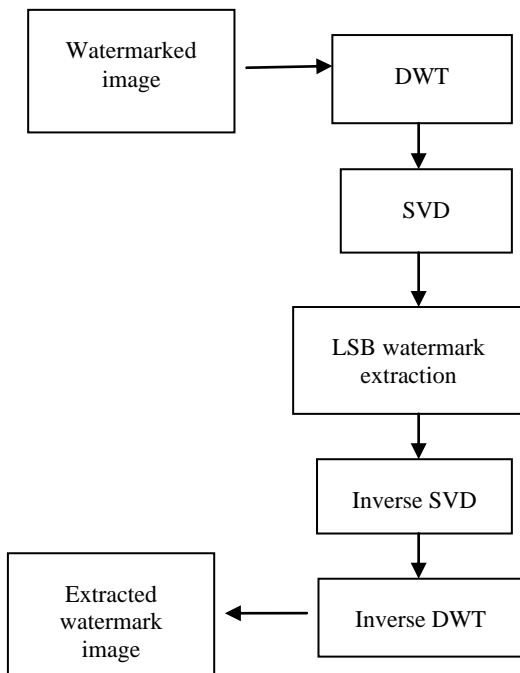 Watermarked
image
DWT
SVD
LSB watermark
extraction
Inverse SVD
Inverse DWT
Extracted
watermark
image